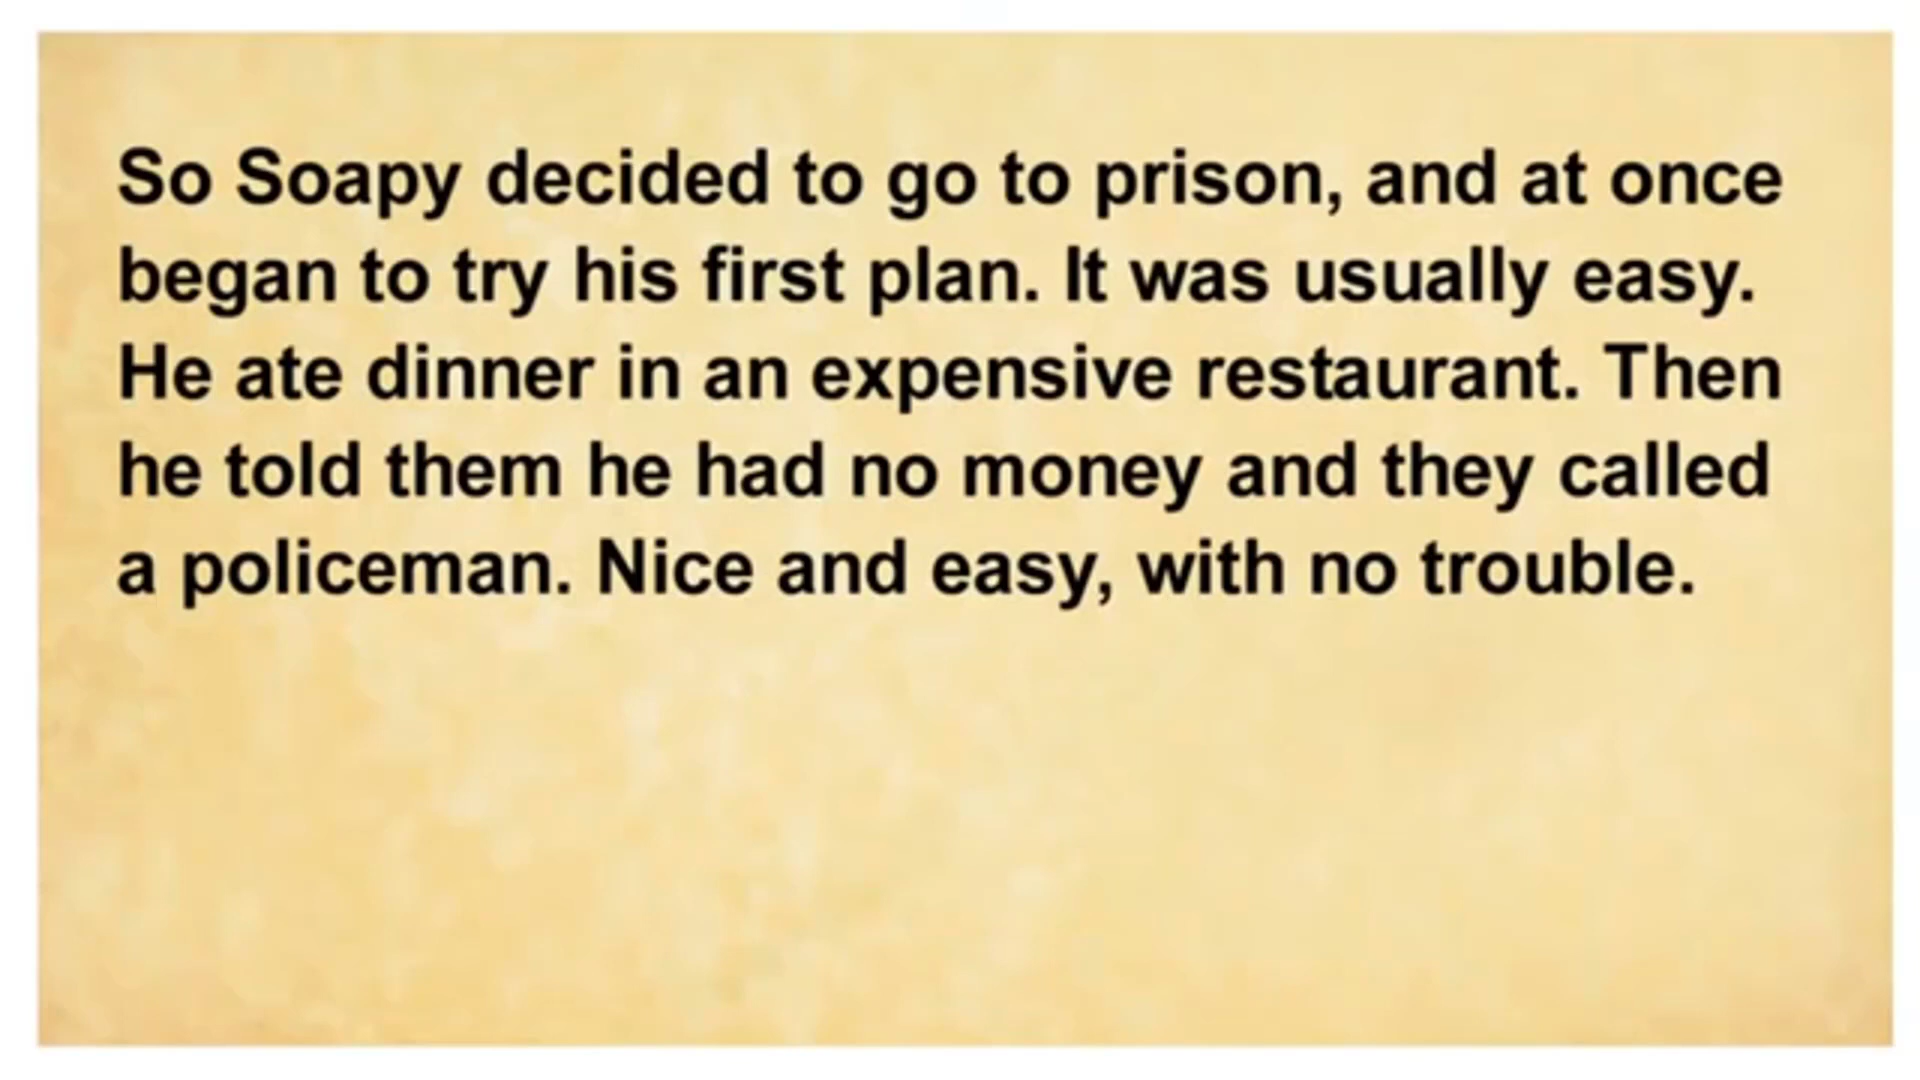 So Soapy decided to go to prison, and at once
began to try his first plan. It was usually easy.
He ate dinner in an expensive restaurant. Then
he told them he had no money and they called
a policeman. Nice and easy, with no trouble.